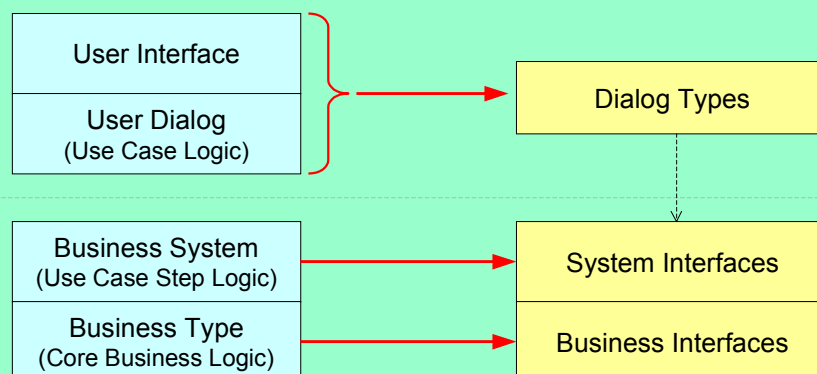 User Interface
User Dialog
(Use Case Logic)
Dialog Types
Business System
(Use Case Step Logic)
System Interfaces
Business Type
(Core Business Logic)
Business Interfaces